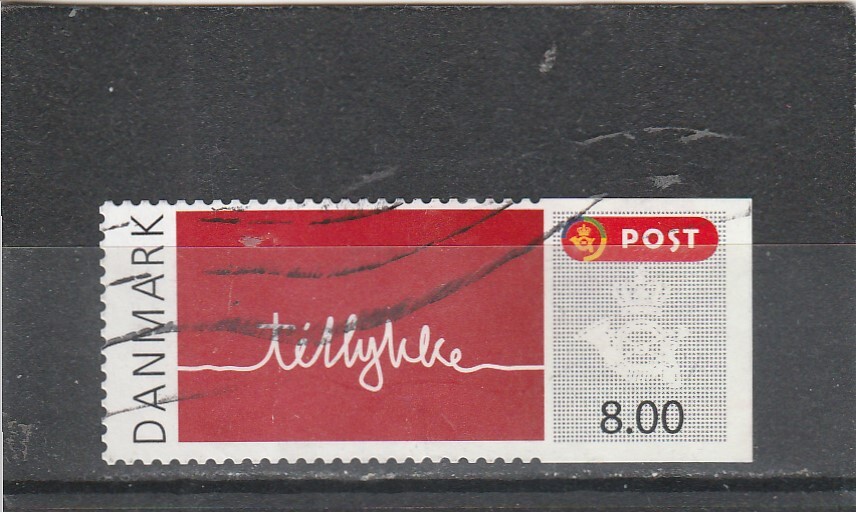 DANMARK
tillykke
POST
8.00